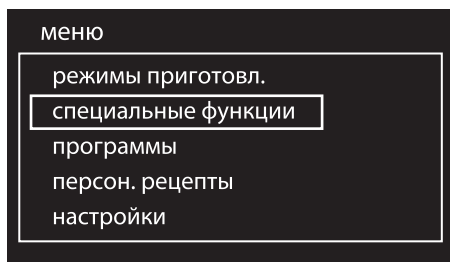 меню
режимы приготовл.
специальные функции
программы
персон. рецепты
настройки